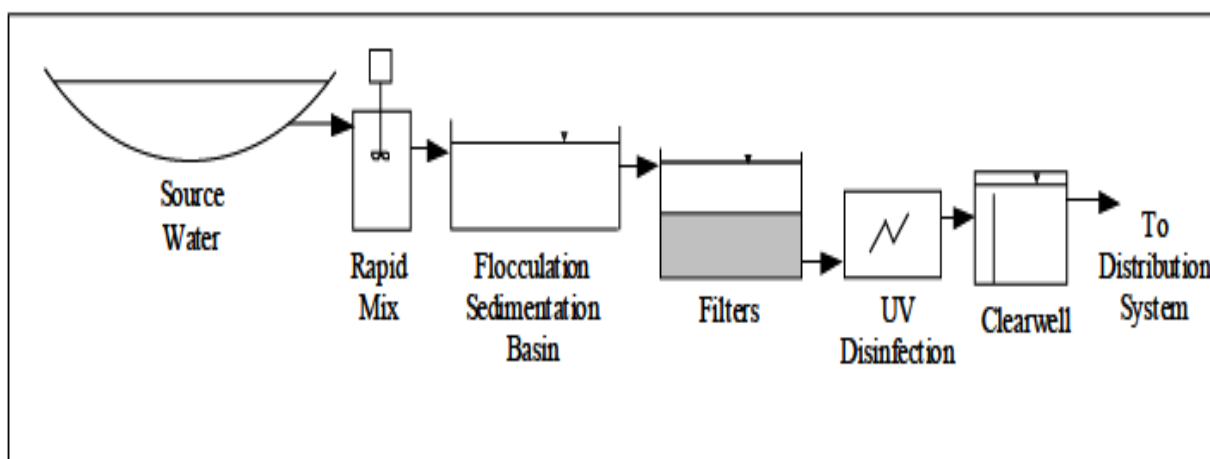 Source
Water
Rapid
Mix
Flocculation
Sedimentation
Basin
Filters
UV
Disinfection
Clearwell
To
Distribution
System